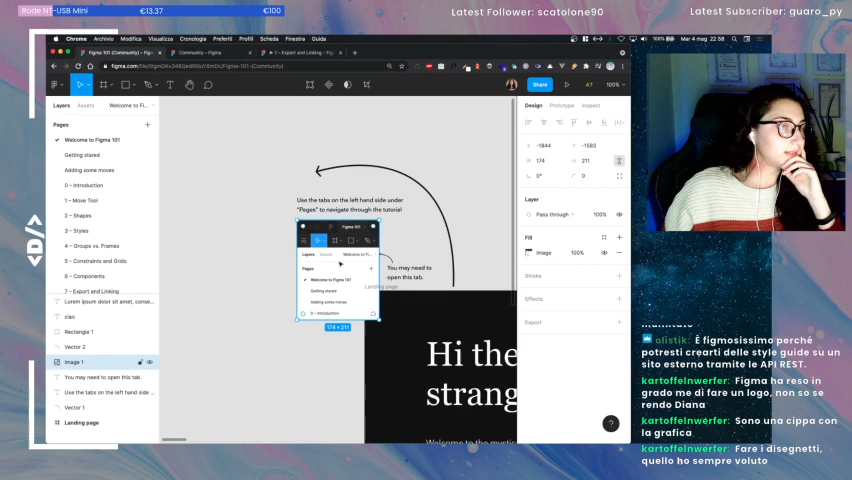 Rode NT-USB Mini €13.37 €100
Latest Follower: scatolone90
Latest Subscriber: guaro_py
Chrome Archivio Modifica Visualizza Cronologia Preferiti Profili Scheda Finestra Guida
100% Mar 4 mag 22:58
Figma 101 (Community) – Fig
Community – Figma
7 – Export and Linking – Fig
Share
A?
100%
Layers Assets Welcome to Fi...
Pages
Welcome to Figma 101
Getting stared
Adding some moves
0 – Introduction
1 – Move Tool
2 – Shapes
3 – Styles
4 – Groups vs. Frames
5 – Constraints and Grids
6 – Components
7 – Export and Linking
Lorem ipsum dolor sit amet, conse...
ciao
Rectangle 1
Vector 2
Image 1
You may need to open this tab.
Use the tabs on the left hand side ...
Vector 1
Landing page
Use the tabs on the left hand side under
"Pages" to navigate through the tutorial
Figma 101
Layers Assets Welcome to Fi...
Pages
Welcome to Figma 101
Getting stared
Adding some moves
0 – Introduction
174 × 211
You may need to
open this tab.
Landing page
Hi the
strang
Welcome to the mystic
Design Prototype Inspect
X -1844 Y -1583
W 174 H 211
0° 0
Layer
Pass through 100%
Fill
Image 100%
Stroke
Effects
Export
?
<D/>
olistik: È figmosissimo perché
potresti crearti delle style guide su un
sito esterno tramite le API REST.
kartoffelnwerfer: Figma ha reso in
grado me di fare un logo, non so se
rendo Diana
kartoffelnwerfer: Sono una cippa con
la grafica
kartoffelnwerfer: Fare i disegnetti,
quello ho sempre voluto